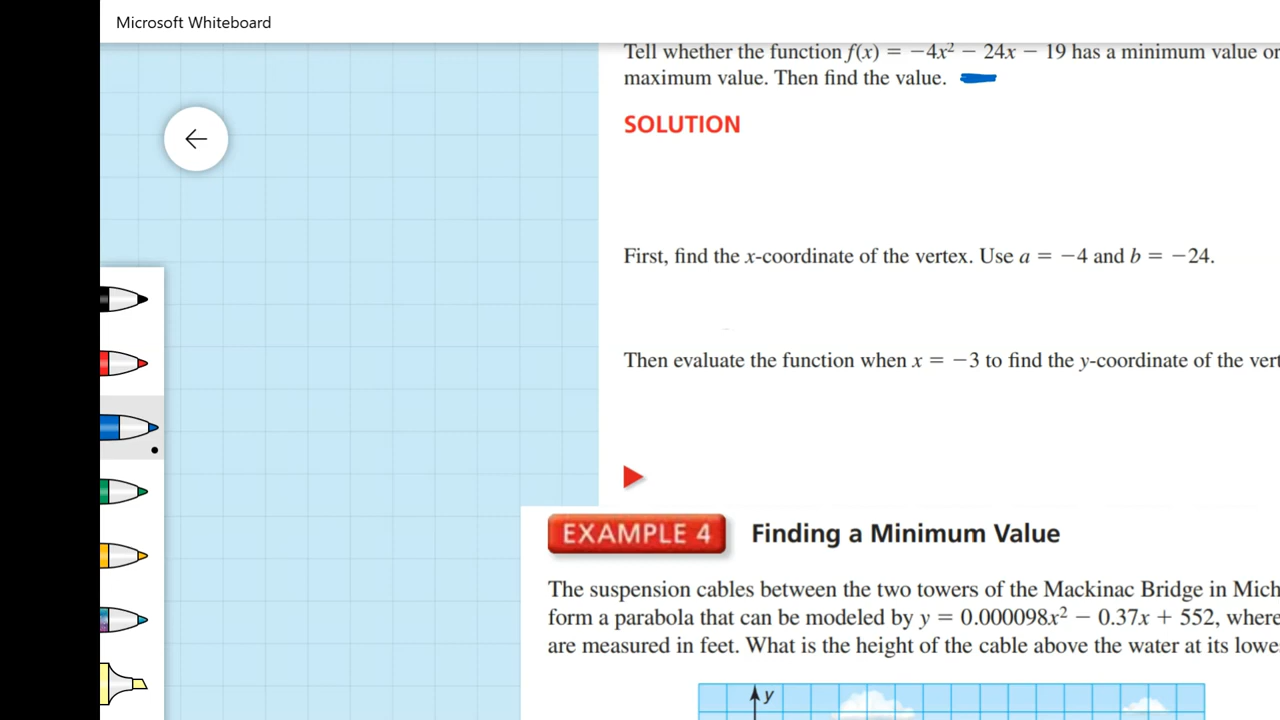 Microsoft Whiteboard
Tell whether the function f(x) = −4x² − 24x − 19 has a minimum value or
maximum value. Then find the value.
SOLUTION
First, find the x-coordinate of the vertex. Use a = −4 and b = −24.
Then evaluate the function when x = −3 to find the y-coordinate of the vert
EXAMPLE 4 Finding a Minimum Value
The suspension cables between the two towers of the Mackinac Bridge in Mich
form a parabola that can be modeled by y = 0.000098x² − 0.37x + 552, where
are measured in feet. What is the height of the cable above the water at its lowe
y